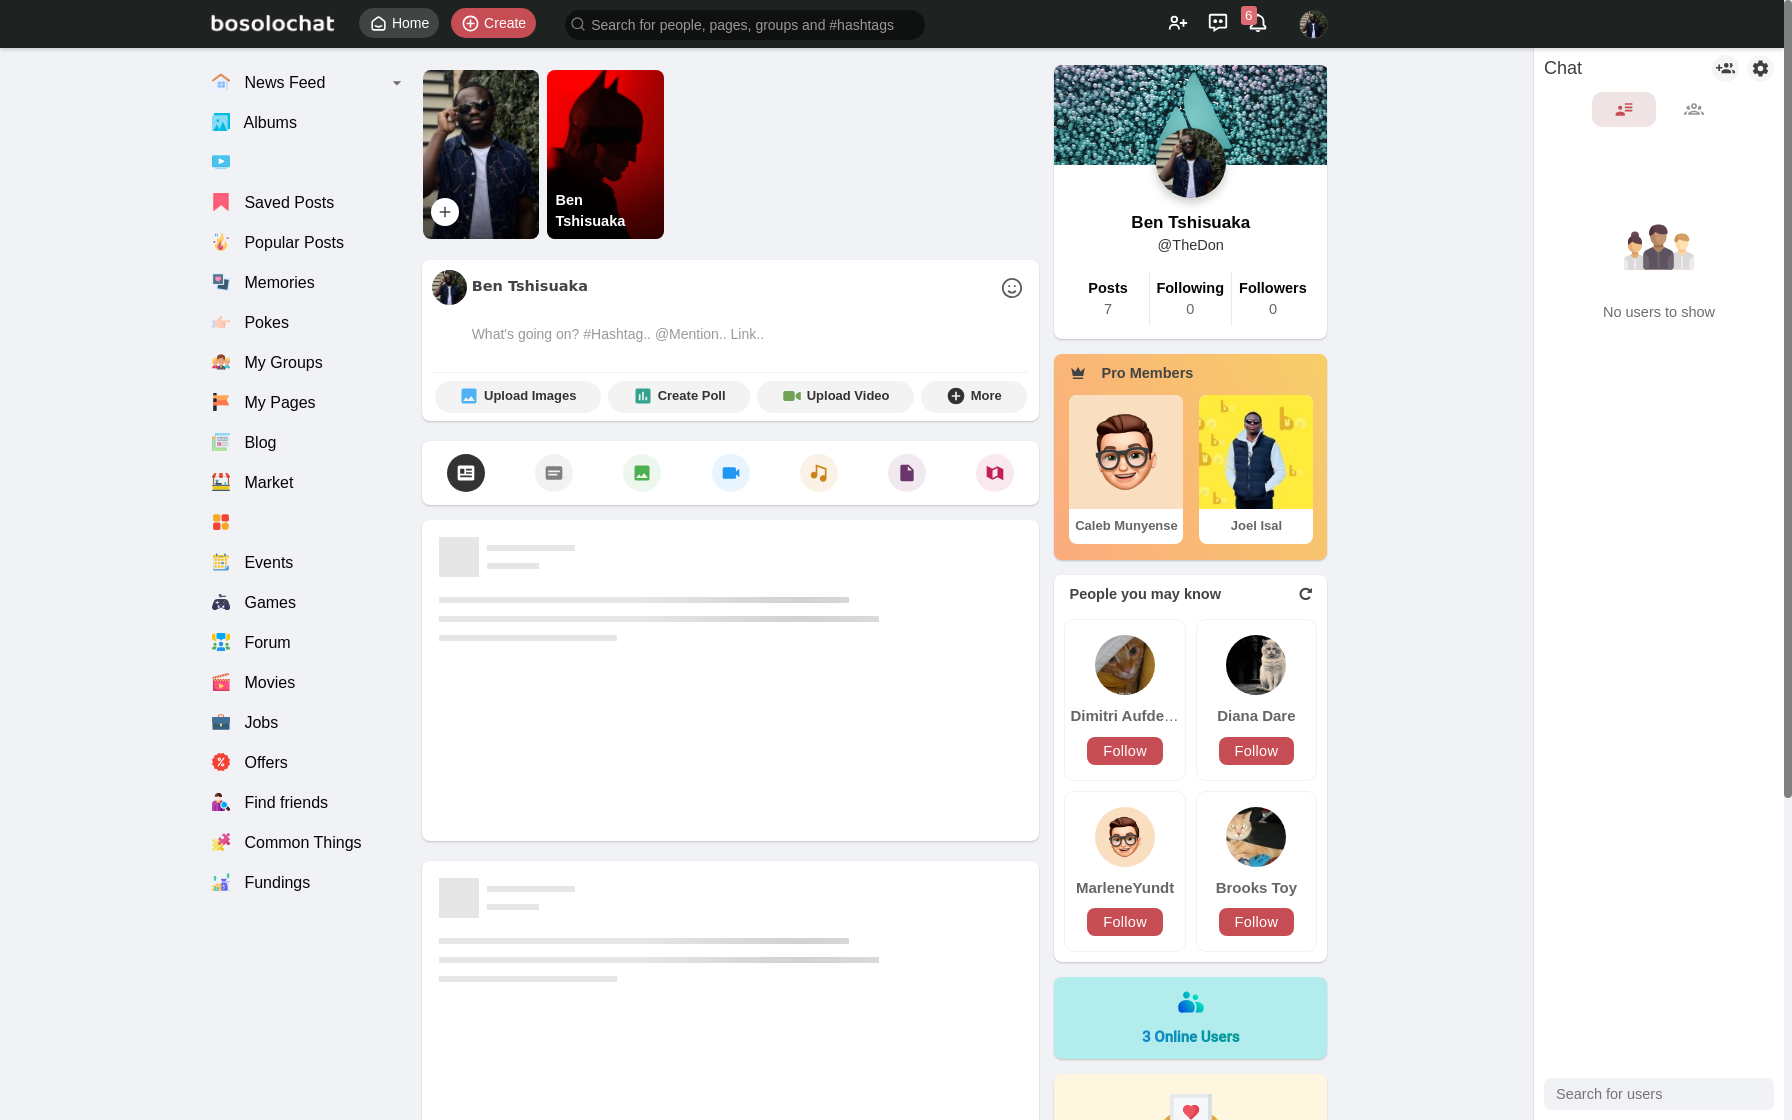 bosolochat
Home
Create
Search for people, pages, groups and #hashtags
6
News Feed
Albums
Saved Posts
Popular Posts
Memories
Pokes
My Groups
My Pages
Blog
Market
Events
Games
Forum
Movies
Jobs
Offers
Find friends
Common Things
Fundings
Ben
Tshisuaka
Ben Tshisuaka
What's going on? #Hashtag.. @Mention.. Link..
Upload Images
Create Poll
Upload Video
More
Ben Tshisuaka
@TheDon
Posts
7
Following
0
Followers
0
Pro Members
Caleb Munyense
Joel Isal
People you may know
Dimitri Aufde...
Follow
Diana Dare
Follow
MarleneYundt
Follow
Brooks Toy
Follow
3 Online Users
Chat
No users to show
Search for users